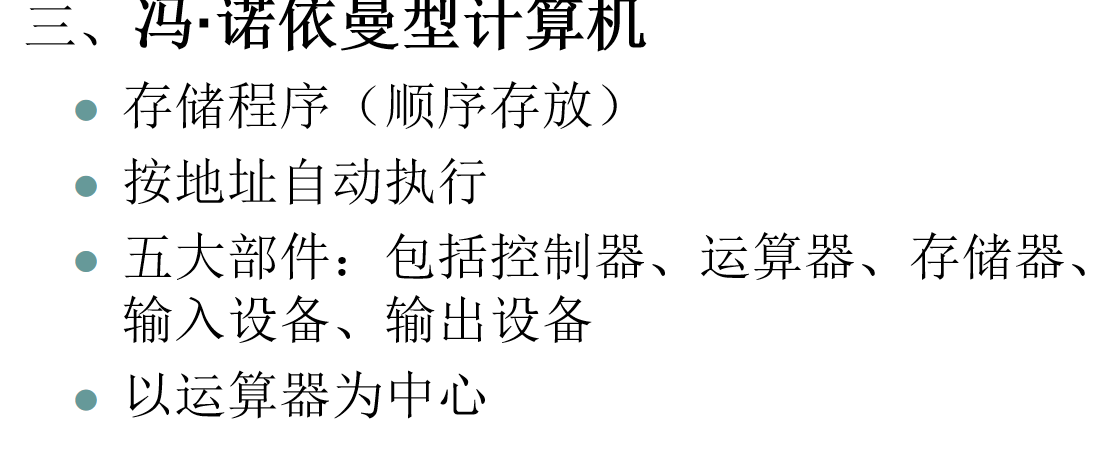 三、冯·诺依曼型计算机
存储程序（顺序存放）
按地址自动执行
五大部件：包括控制器、运算器、存储器、
输入设备、输出设备
以运算器为中心